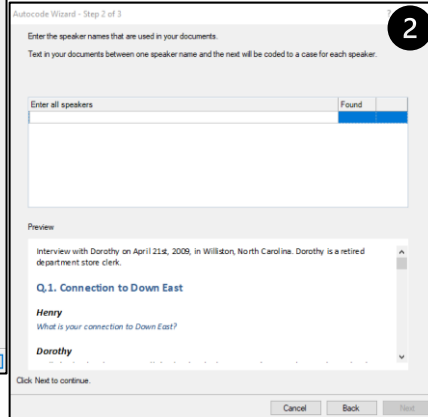 Autocode Wizard - Step 2 of 3
?
2
Enter the speaker names that are used in your documents.
Text in your documents between one speaker name and the next will be coded to a case for each speaker.
Enter all speakers Found
Preview
Interview with Dorothy on April 21st, 2009, in Williston, North Carolina. Dorothy is a retired
department store clerk.
Q.1. Connection to Down East
Henry
What is your connection to Down East?
Dorothy
Click Next to continue.
Cancel Back Next